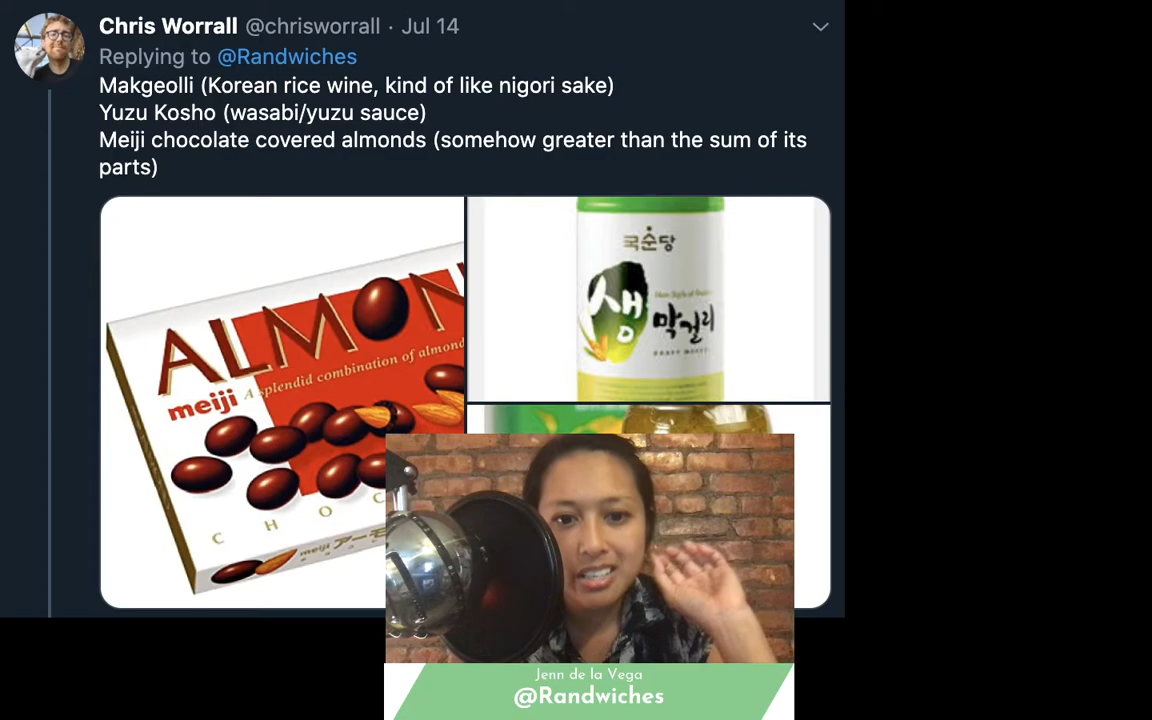 Chris Worrall @chrisworrall · Jul 14
Replying to @Randwiches
Makgeolli (Korean rice wine, kind of like nigori sake)
Yuzu Kosho (wasabi/yuzu sauce)
Meiji chocolate covered almonds (somehow greater than the sum of its
parts)
ALMON
meiji A splendid combination of almond
CHOC
meiji アーモ
국순당
생
막걸리
Jenn de la Vega
@Randwiches